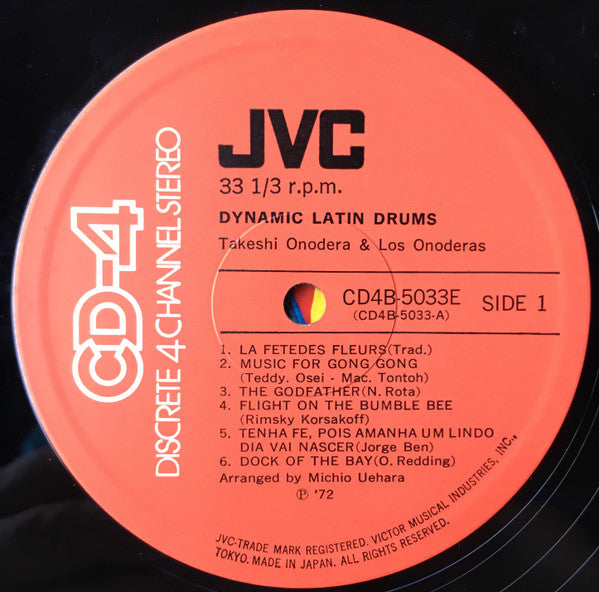 CD-4
DISCRETE 4 CHANNEL STEREO
JVC
33 1/3 r.p.m.
DYNAMIC LATIN DRUMS
Takeshi Onodera & Los Onoderas
CD4B-5033E
SIDE 1
(CD4B-5033-A)
1. LA FETEDES FLEURS(Trad.)
2. MUSIC FOR GONG GONG
(Teddy. Osei - Mac. Tontoh)
3. THE GODFATHER(N. Rota)
4. FLIGHT ON THE BUMBLE BEE
(Rimsky Korsakoff)
5. TENHA FE, POIS AMANHA UM LINDO
DIA VAI NASCER(Jorge Ben)
6. DOCK OF THE BAY(O. Redding)
Arranged by Michio Uehara
Ⓟ '72
JVC-TRADE MARK REGISTERED. VICTOR MUSICAL INDUSTRIES, INC.,
TOKYO. MADE IN JAPAN. ALL RIGHTS RESERVED.